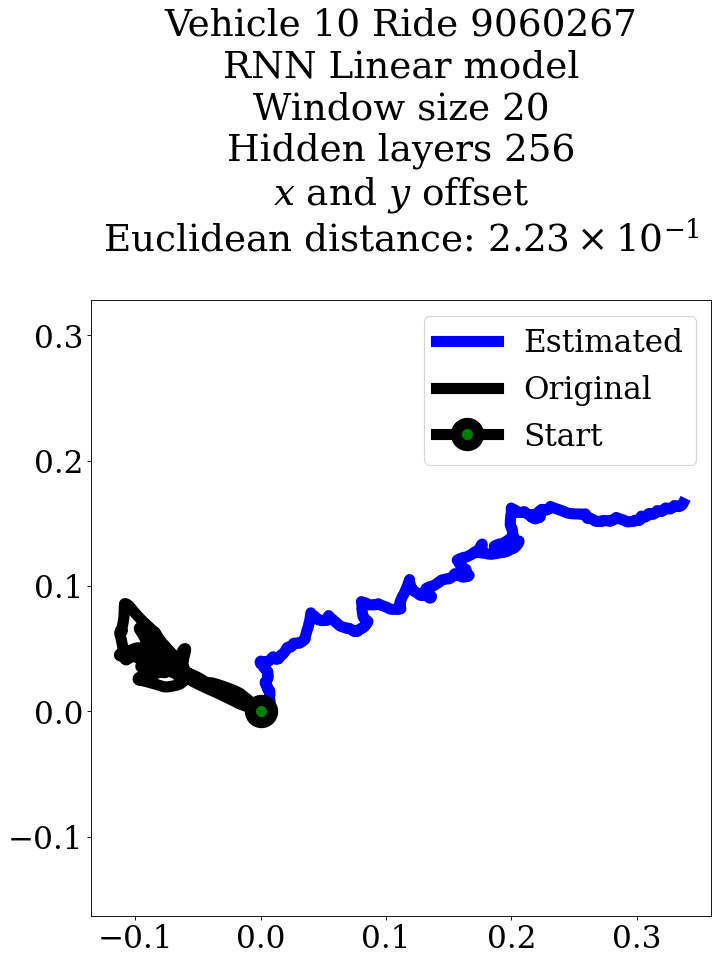 Vehicle 10 Ride 9060267
RNN Linear model
Window size 20
Hidden layers 256
x and y offset
Euclidean distance: 2.23 × 10⁻¹
Estimated
Original
Start
0.3
0.2
0.1
0.0
−0.1
−0.1 0.0 0.1 0.2 0.3